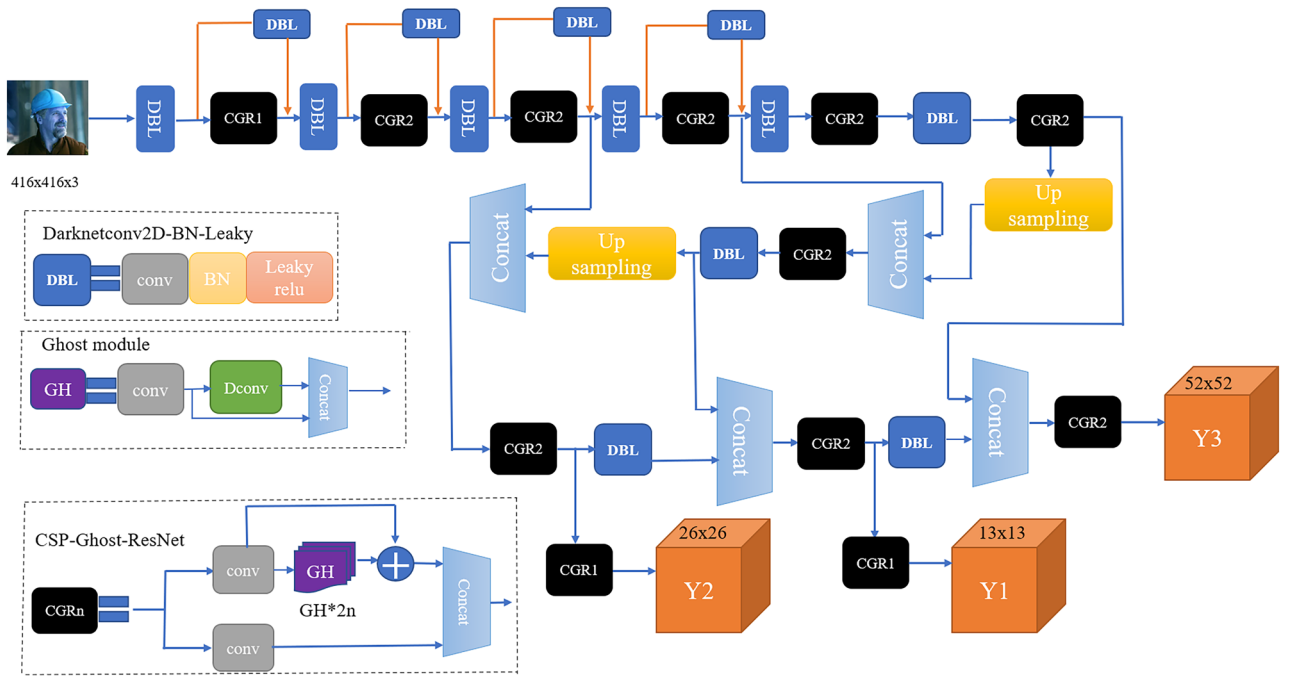 DBL
DBL
DBL
DBL
DBL
CGR1
DBL
CGR2
DBL
CGR2
DBL
CGR2
DBL
CGR2
DBL
CGR2
416x416x3
Up
sampling
Concat
Up
sampling
DBL
CGR2
Concat
Darknetconv2D-BN-Leaky
DBL
conv
BN
Leaky
relu
Ghost module
GH
conv
Dconv
Concat
CGR2
DBL
Concat
CGR2
DBL
Concat
CGR2
52x52
Y3
CGR1
26x26
Y2
CGR1
13x13
Y1
CSP-Ghost-ResNet
CGRn
conv
GH
GH*2n
conv
Concat